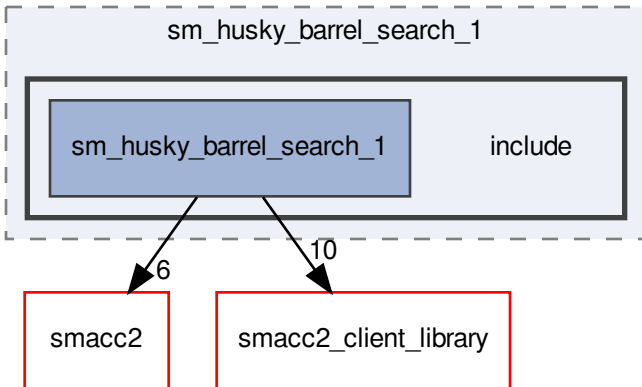 sm_husky_barrel_search_1
sm_husky_barrel_search_1
include
6
10
smacc2
smacc2_client_library